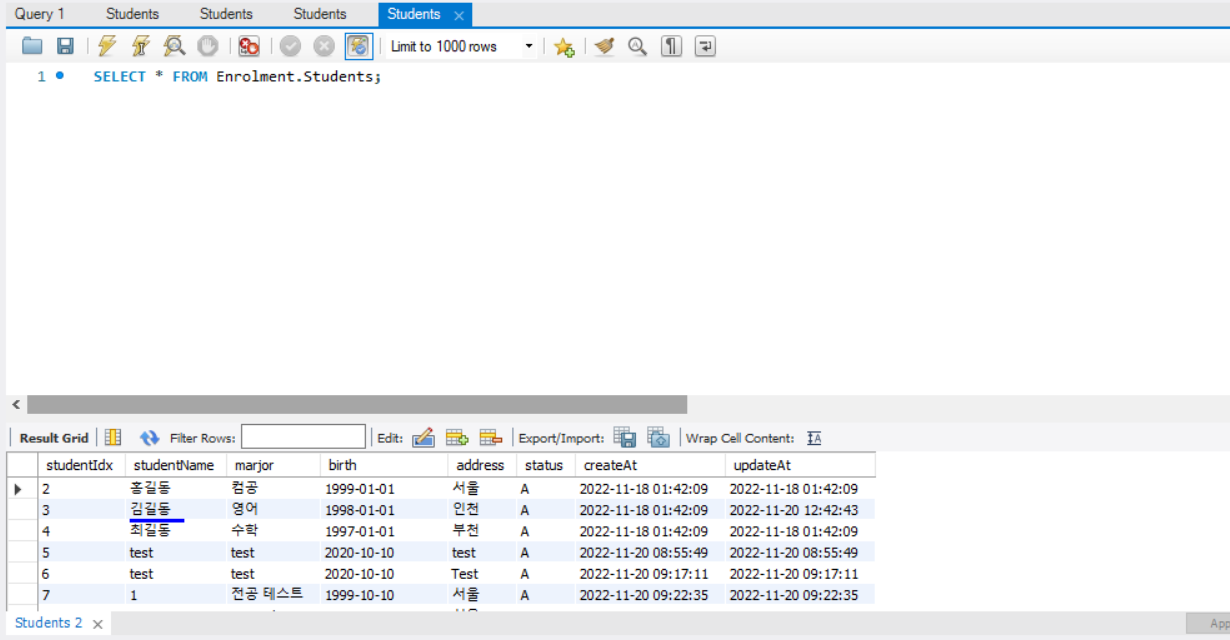 Query 1 Students Students Students Students
Limit to 1000 rows
1 SELECT * FROM Enrolment.Students;
Result Grid Filter Rows: Edit: Export/Import: Wrap Cell Content:
studentIdx studentName marjor birth address status createAt updateAt
2 홍길동 컴공 1999-01-01 서울 A 2022-11-18 01:42:09 2022-11-18 01:42:09
3 김길동 영어 1998-01-01 인천 A 2022-11-18 01:42:09 2022-11-20 12:42:43
4 최길동 수학 1997-01-01 부천 A 2022-11-18 01:42:09 2022-11-18 01:42:09
5 test test 2020-10-10 test A 2022-11-20 08:55:49 2022-11-20 08:55:49
6 test test 2020-10-10 Test A 2022-11-20 09:17:11 2022-11-20 09:17:11
7 1 전공 테스트 1999-10-10 서울 A 2022-11-20 09:22:35 2022-11-20 09:22:35
Students 2 App